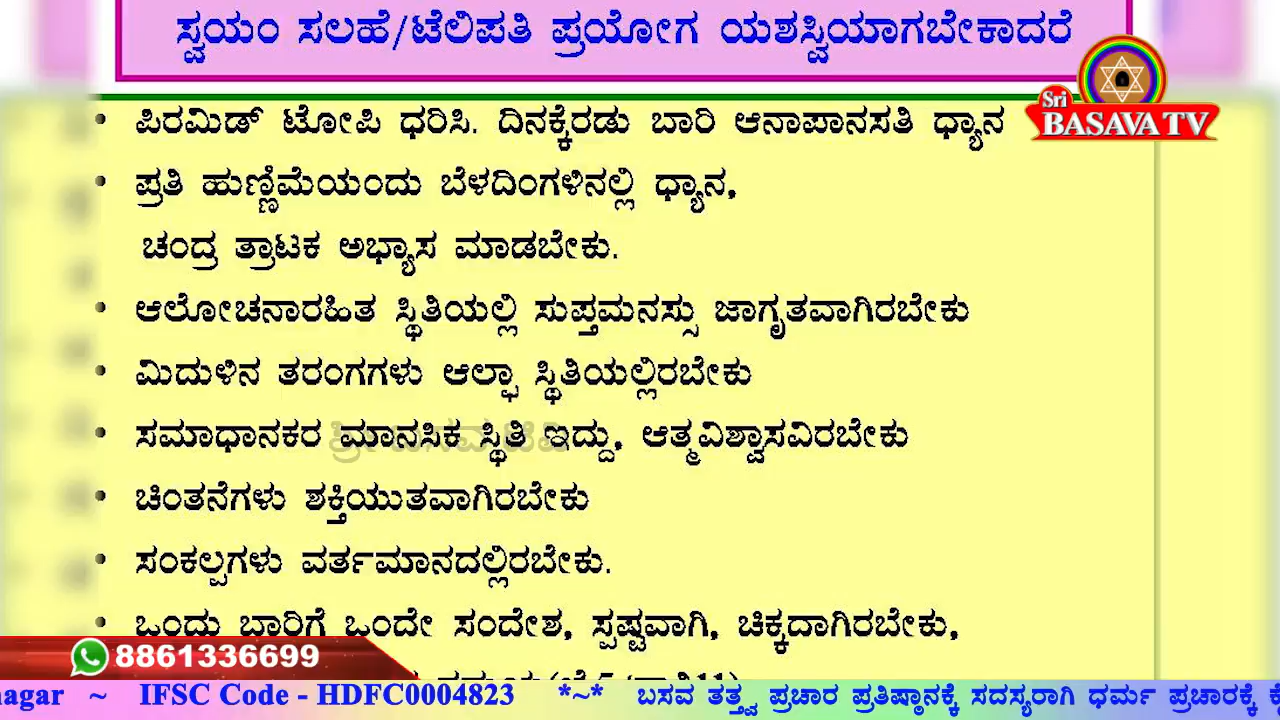 ಸ್ವಯಂ ಸಲಹೆ/ಟೆಲಿಪತಿ ಪ್ರಯೋಗ ಯಶಸ್ವಿಯಾಗಬೇಕಾದರೆ
Sri
BASAVA TV
• ಪಿರಮಿಡ್ ಟೋಪಿ ಧರಿಸಿ. ದಿನಕ್ಕೆರಡು ಬಾರಿ ಆನಾಪಾನಸತಿ ಧ್ಯಾನ
• ಪ್ರತಿ ಹುಣ್ಣಿಮೆಯಂದು ಬೆಳದಿಂಗಳಿನಲ್ಲಿ ಧ್ಯಾನ,
ಚಂದ್ರ ತ್ರಾಟಕ ಅಭ್ಯಾಸ ಮಾಡಬೇಕು.
• ಆಲೋಚನಾರಹಿತ ಸ್ಥಿತಿಯಲ್ಲಿ ಸುಪ್ತಮನಸ್ಸು ಜಾಗೃತವಾಗಿರಬೇಕು
• ಮಿದುಳಿನ ತರಂಗಗಳು ಆಲ್ಫಾ ಸ್ಥಿತಿಯಲ್ಲಿರಬೇಕು
• ಸಮಾಧಾನಕರ ಮಾನಸಿಕ ಸ್ಥಿತಿ ಇದ್ದು, ಆತ್ಮವಿಶ್ವಾಸವಿರಬೇಕು
• ಚಿಂತನೆಗಳು ಶಕ್ತಿಯುತವಾಗಿರಬೇಕು
• ಸಂಕಲ್ಪಗಳು ವರ್ತಮಾನದಲ್ಲಿರಬೇಕು.
• ಒಂದು ಬಾರಿಗೆ ಒಂದೇ ಸಂದೇಶ, ಸ್ಪಷ್ಟವಾಗಿ, ಚಿಕ್ಕದಾಗಿರಬೇಕು,
8861336699
nagar ~ IFSC Code - HDFC0004823 *~* ಬಸವ ತತ್ತ್ವ ಪ್ರಚಾರ ಪ್ರತಿಷ್ಠಾನಕ್ಕೆ ಸದಸ್ಯರಾಗಿ ಧರ್ಮ ಪ್ರಚಾರಕ್ಕೆ